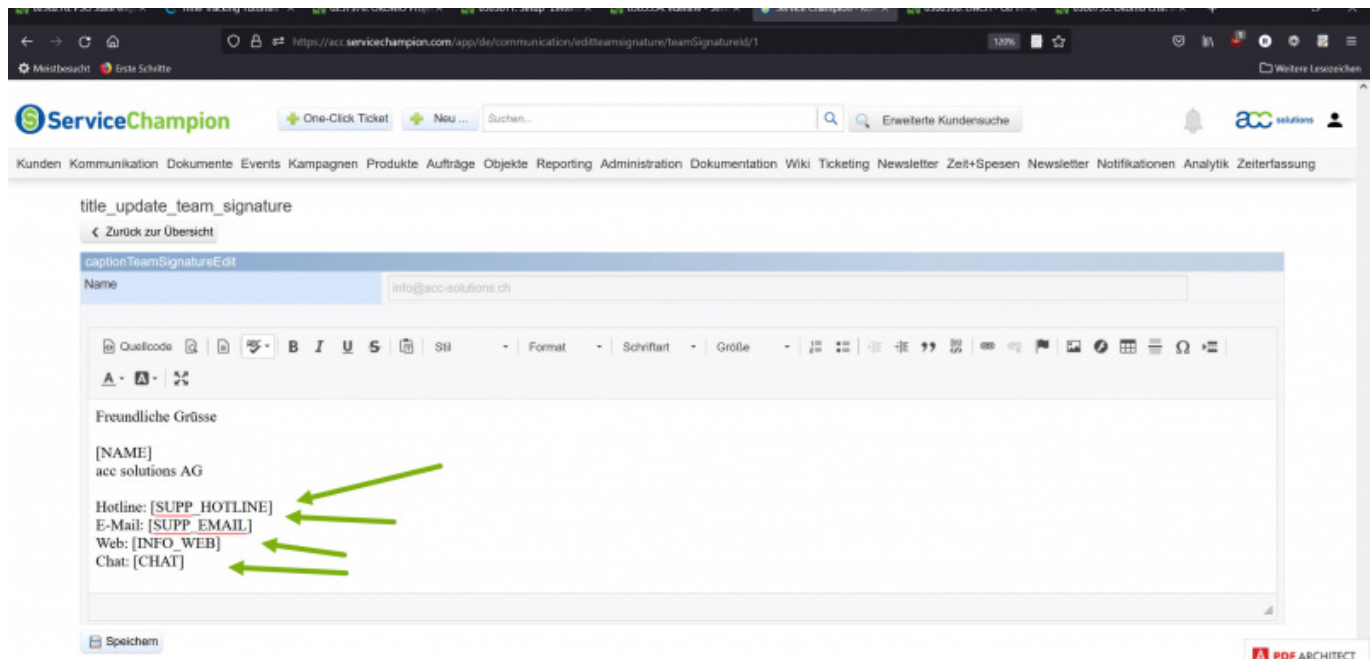 https://acc.servicechampion.com/app/de/communication/editteamsignature/teamSignatureId/1
120%
Meistbesucht Erste Schritte
Weitere Lesezeichen
ServiceChampion
One-Click Ticket Neu ... Suchen... Erweiterte Kundensuche
acc solutions
Kunden Kommunikation Dokumente Events Kampagnen Produkte Aufträge Objekte Reporting Administration Dokumentation Wiki Ticketing Newsletter Zeit+Spesen Newsletter Notifikationen Analytik Zeiterfassung
title_update_team_signature
Zurück zur Übersicht
captionTeamSignatureEdit
Name info@acc-solutions.ch
Quellcode B I U S Stil Format Schriftart Größe Ω
A A
Freundliche Grüsse
[NAME]
acc solutions AG
Hotline: [SUPP_HOTLINE]
E-Mail: [SUPP_EMAIL]
Web: [INFO_WEB]
Chat: [CHAT]
Speichern
PDF ARCHITECT